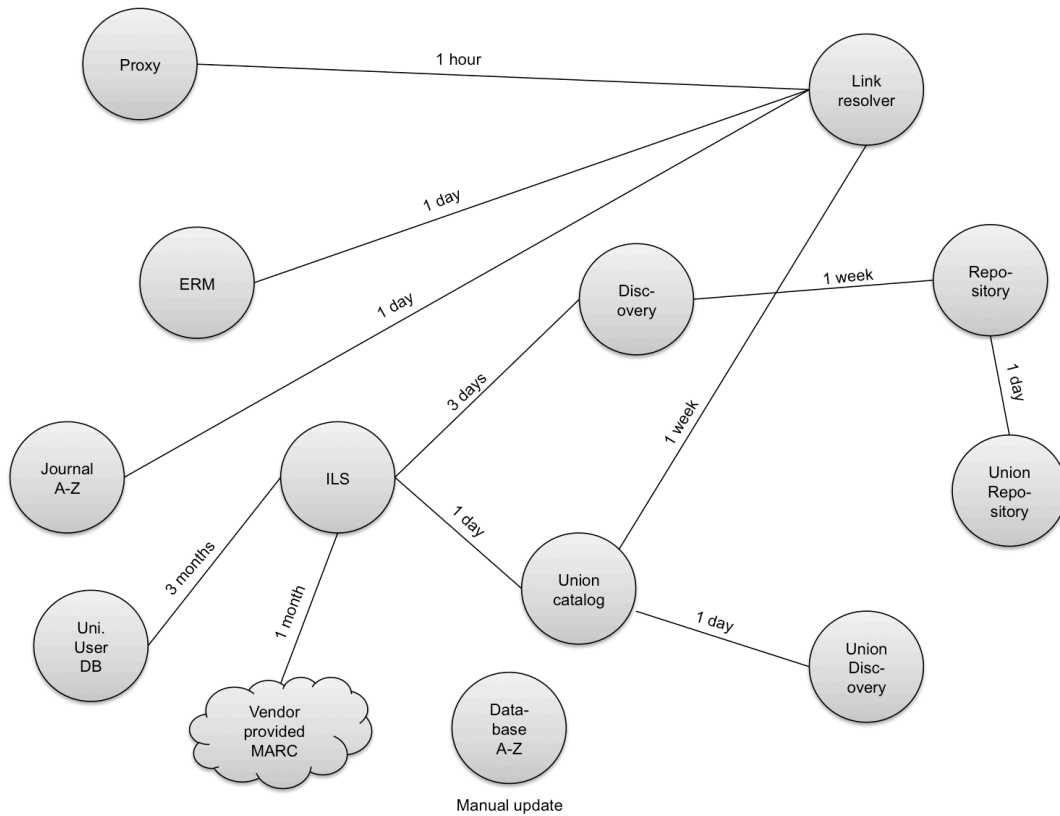 Proxy
1 hour
Link
resolver
1 day
ERM
1 day
Disc-
overy
1 week
Repo-
sitory
3 days
1 week
1 day
Journal
A-Z
ILS
1 day
Union
Repo-
sitory
3 months
1 month
Union
catalog
1 day
Uni.
User
DB
Union
Disc-
overy
Vendor
provided
MARC
Data-
base
A-Z
Manual update